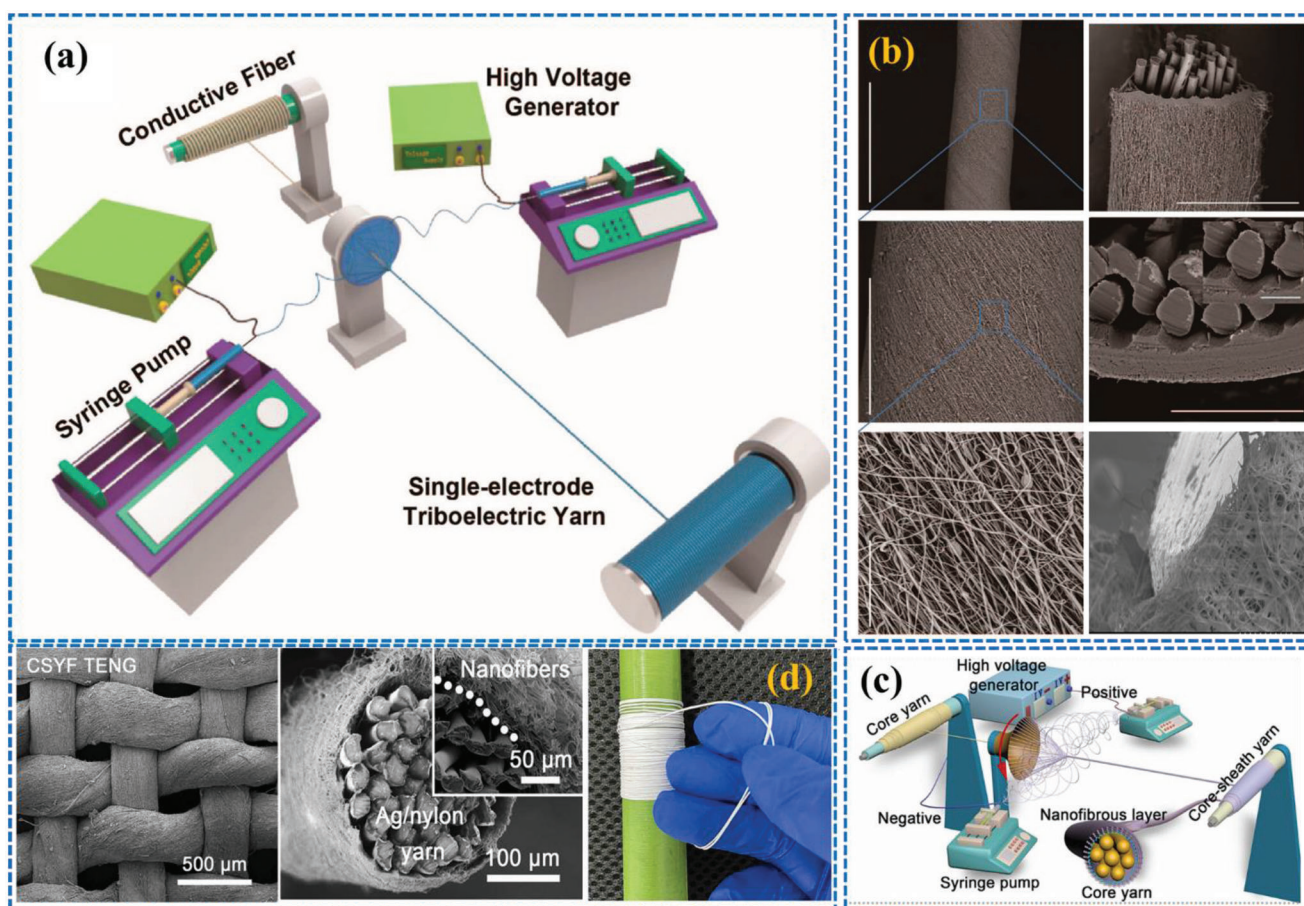 (a)
Conductive Fiber
High Voltage
Generator
Syringe Pump
Single-electrode
Triboelectric Yarn
(b)
CSYF TENG
500 µm
Nanofibers
50 µm
Ag/nylon
yarn
100 µm
(d)
(c)
High voltage
generator
Positive
Core yarn
Core-sheath yarn
Negative
Nanofibrous layer
Syringe pump
Core yarn